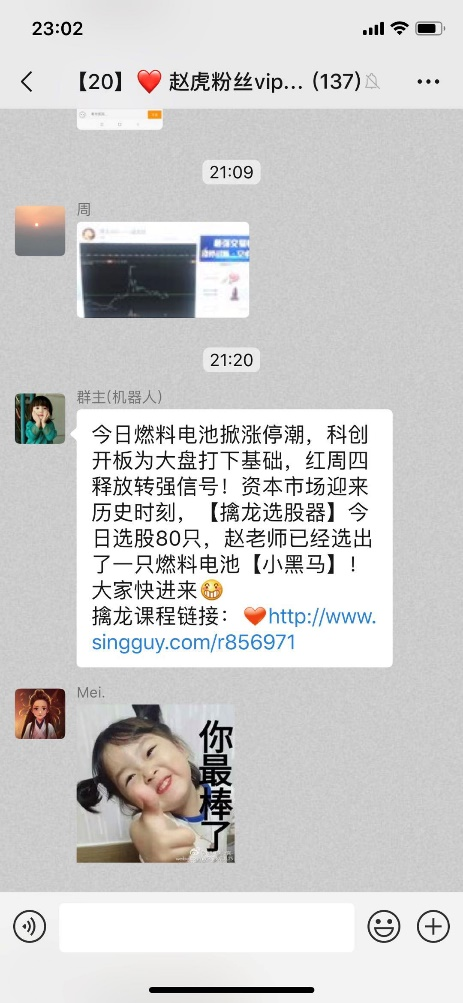 23:02
【20】❤️ 赵虎粉丝vip... (137)
21:09
周
21:20
群主(机器人)
今日燃料电池掀涨停潮，科创
开板为大盘打下基础，红周四
释放转强信号！资本市场迎来
历史时刻，【擒龙选股器】今
日选股80只，赵老师已经选出
了一只燃料电池【小黑马】！
大家快进来😁
擒龙课程链接：❤️http://www.
singguy.com/r856971
Mei.
你最棒了